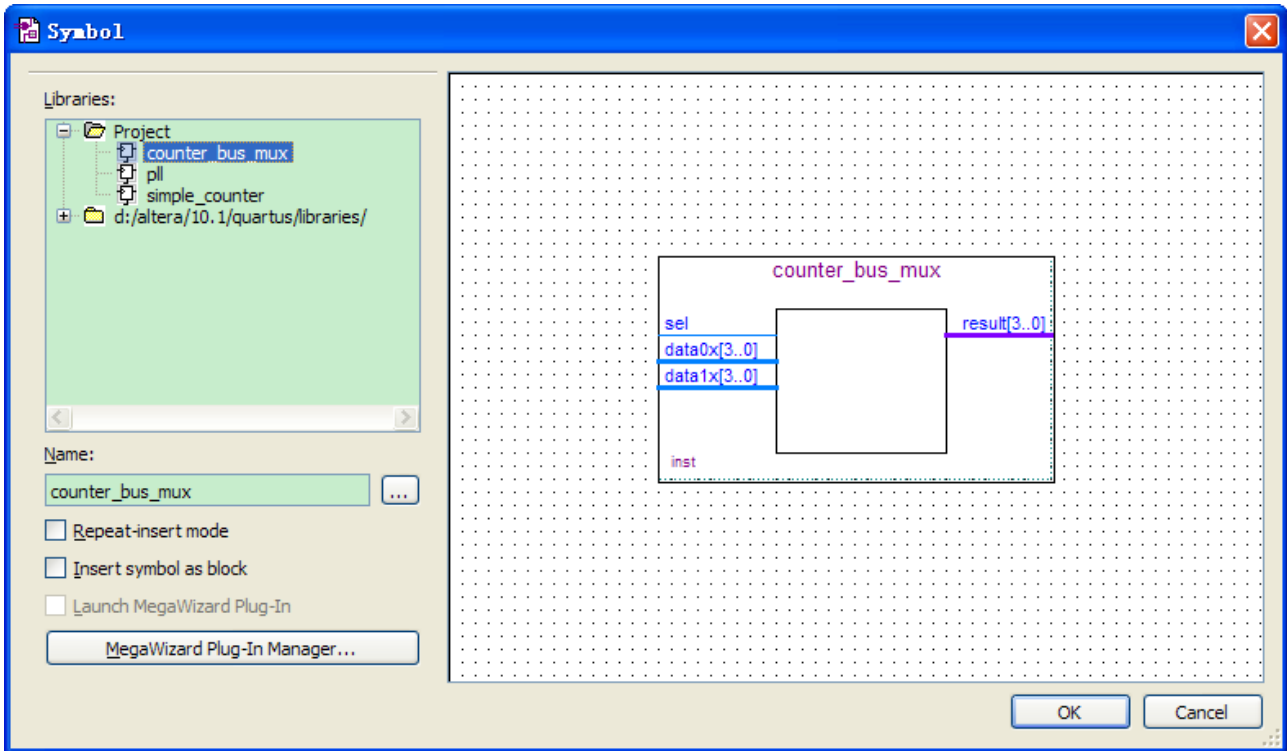 Symbol
Libraries:
Project
counter_bus_mux
pll
simple_counter
d:/altera/10.1/quartus/libraries/
Name:
counter_bus_mux
...
Repeat-insert mode
Insert symbol as block
Launch MegaWizard Plug-In
MegaWizard Plug-In Manager...
counter_bus_mux
sel
result[3..0]
data0x[3..0]
data1x[3..0]
inst
OK
Cancel